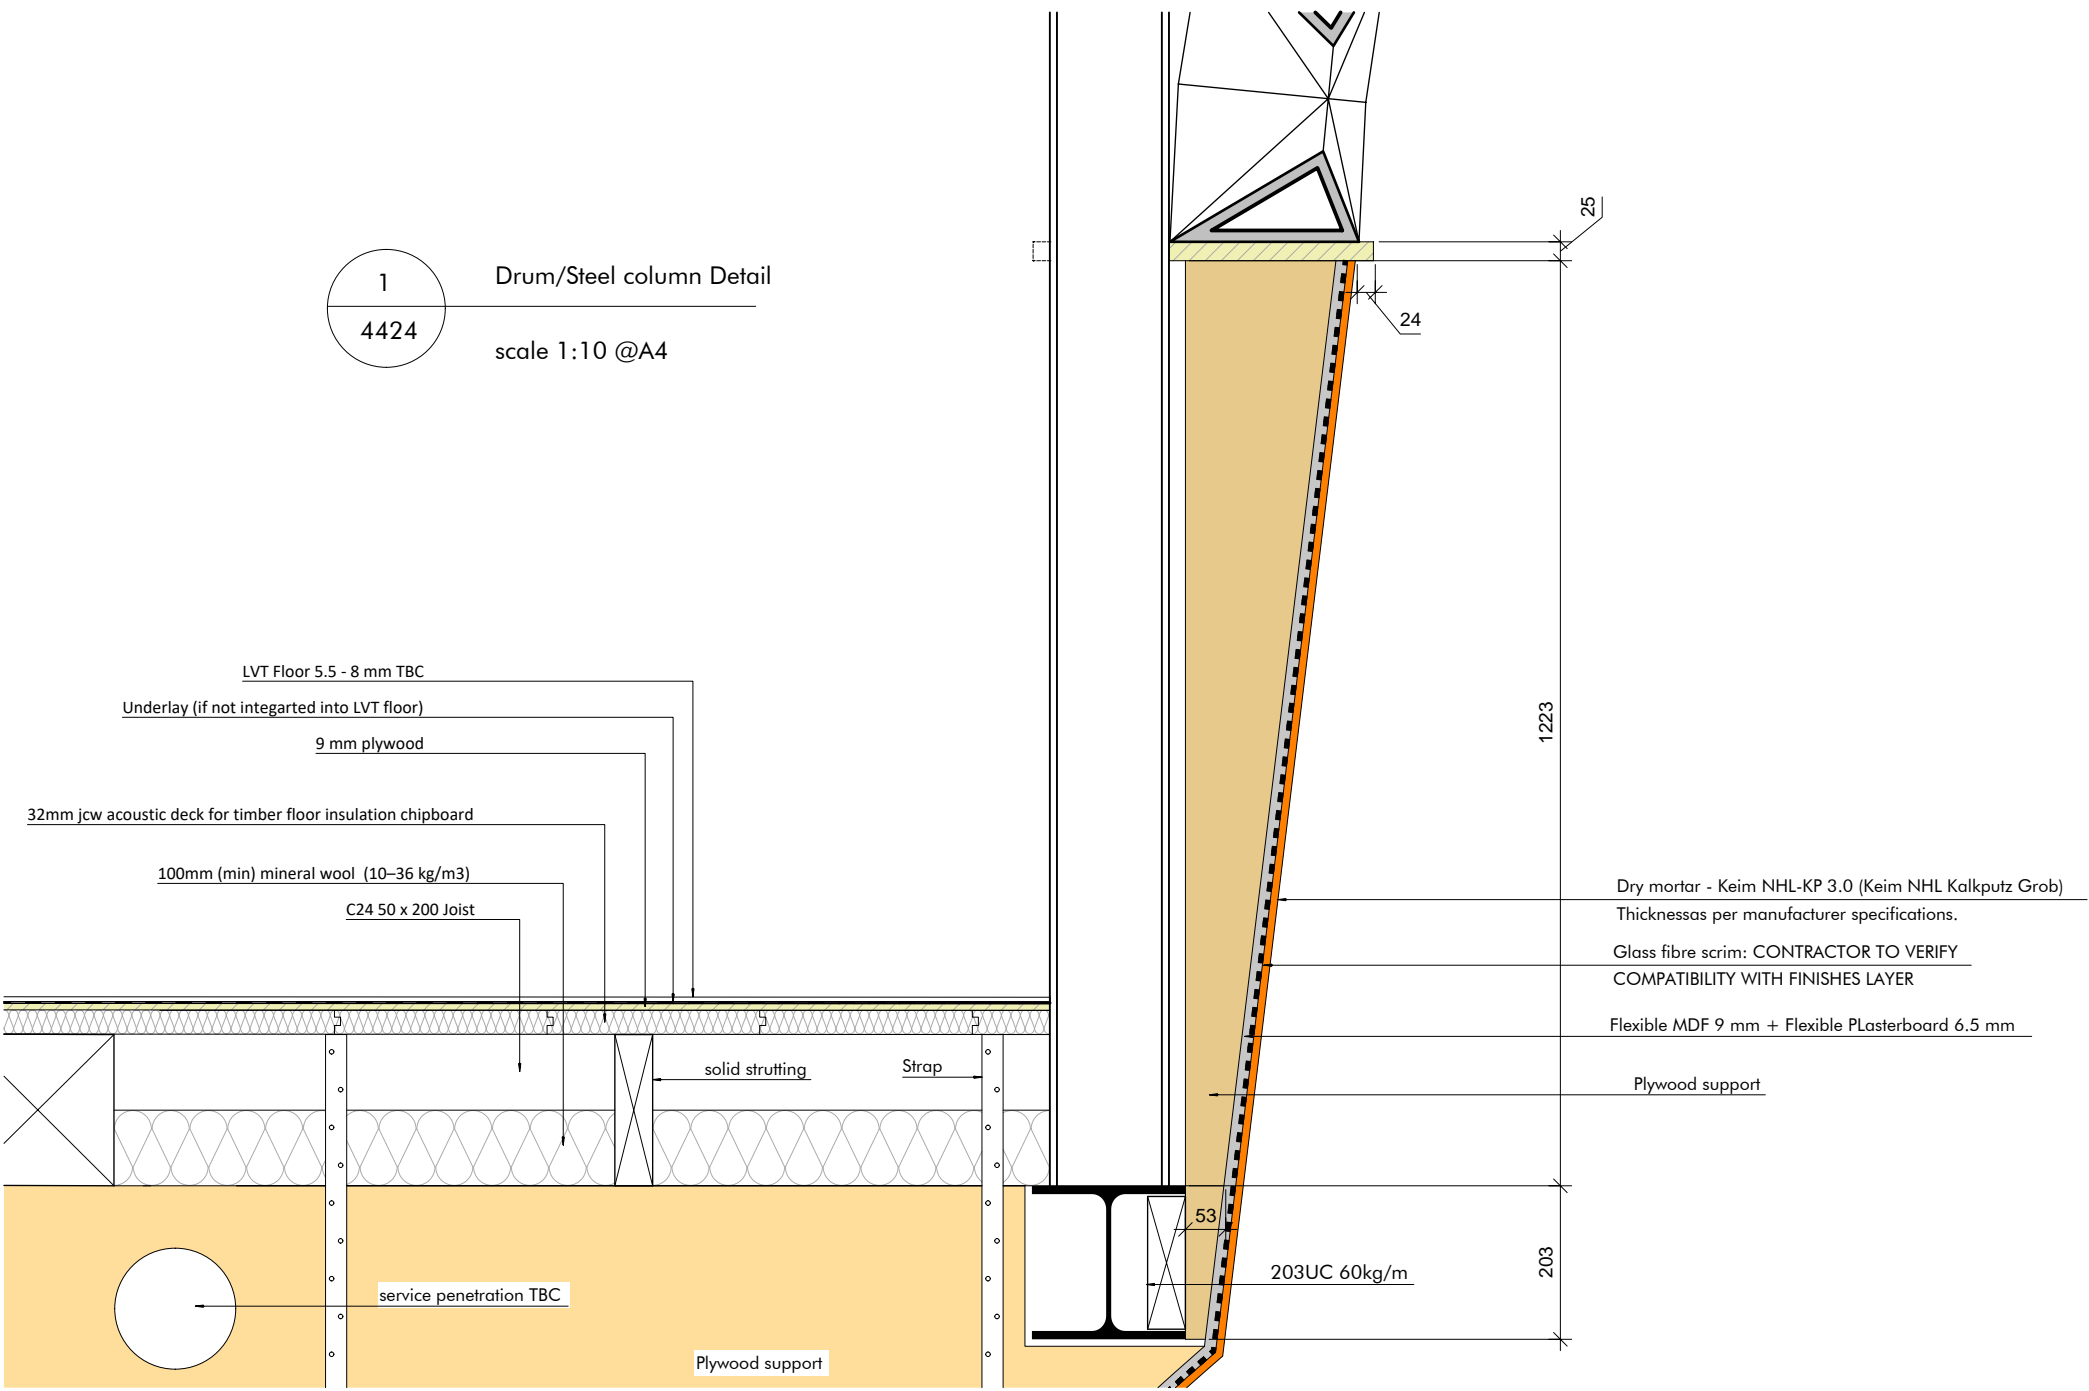 1
4424
Drum/Steel column Detail
scale 1:10 @A4
25
24
1223
203
53
LVT Floor 5.5 - 8 mm TBC
Underlay (if not integarted into LVT floor)
9 mm plywood
32mm jcw acoustic deck for timber floor insulation chipboard
100mm (min) mineral wool (10–36 kg/m3)
C24 50 x 200 Joist
solid strutting
Strap
service penetration TBC
Plywood support
Dry mortar - Keim NHL-KP 3.0 (Keim NHL Kalkputz Grob)
Thicknessas per manufacturer specifications.
Glass fibre scrim: CONTRACTOR TO VERIFY
COMPATIBILITY WITH FINISHES LAYER
Flexible MDF 9 mm + Flexible PLasterboard 6.5 mm
Plywood support
203UC 60kg/m